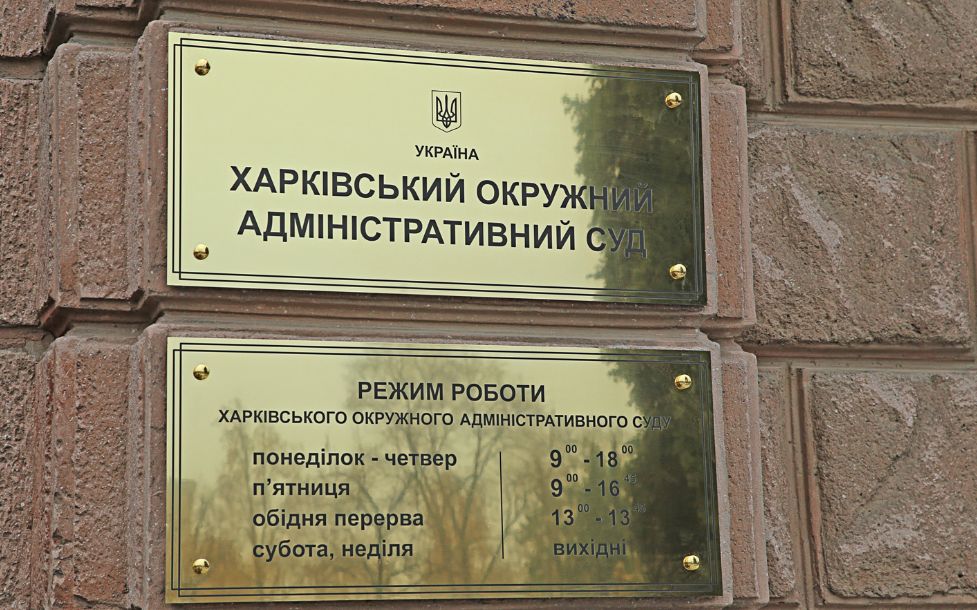 УКРАЇНА
ХАРКІВСЬКИЙ ОКРУЖНИЙ
АДМІНІСТРАТИВНИЙ СУД
РЕЖИМ РОБОТИ
ХАРКІВСЬКОГО ОКРУЖНОГО АДМІНІСТРАТИВНОГО СУДУ
понеділок - четвер 9⁰⁰ - 18⁰⁰
п'ятниця 9⁰⁰ - 16⁴⁵
обідня перерва 13⁰⁰ - 13⁴⁵
субота, неділя вихідні